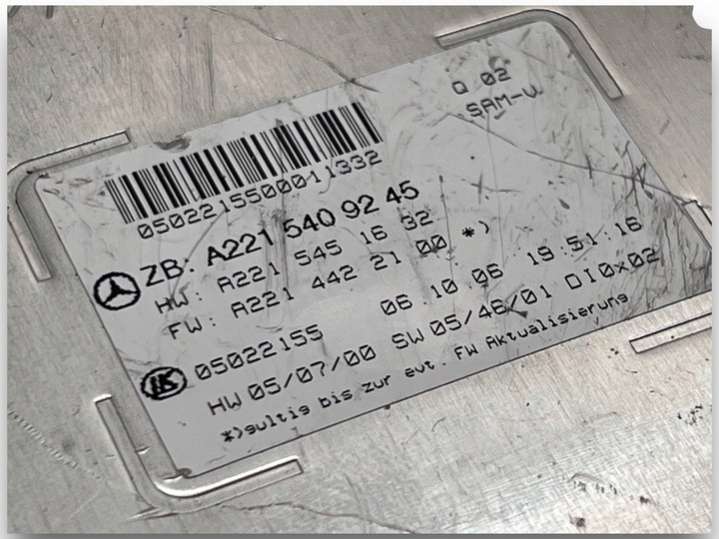 Q 02
SAM-V
0502215500011332
ZB: A221 540 92 45
HW: A221 545 16 32
FW: A221 442 21 00 *)
05022155 06.10.06 19:51:16
HW 05/07/00 SW 05/46/01 DI0x02
*)gultig bis zur evt. FW Aktualisierung